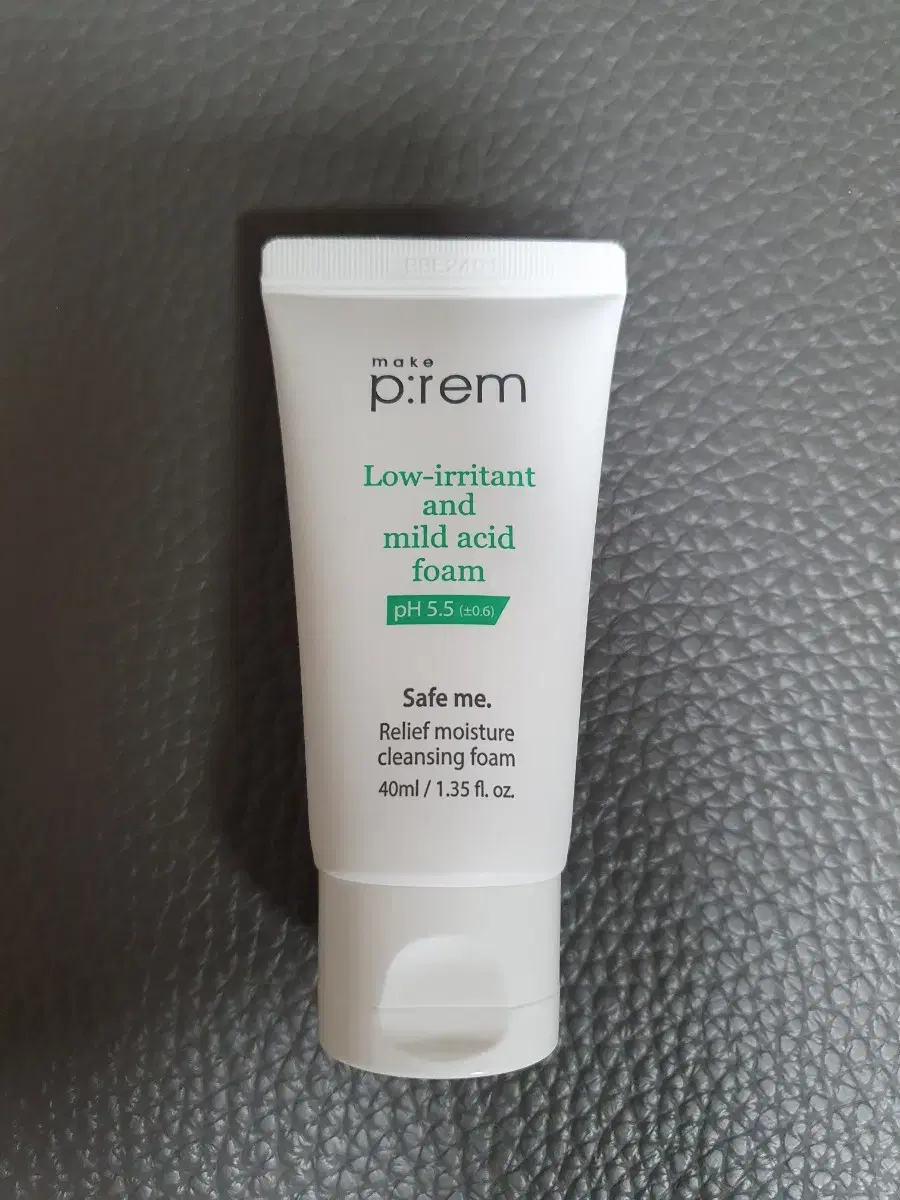 make
p:rem
Low-irritant
and
mild acid
foam
pH 5.5 (±0.6)
Safe me.
Relief moisture
cleansing foam
40ml / 1.35 fl. oz.